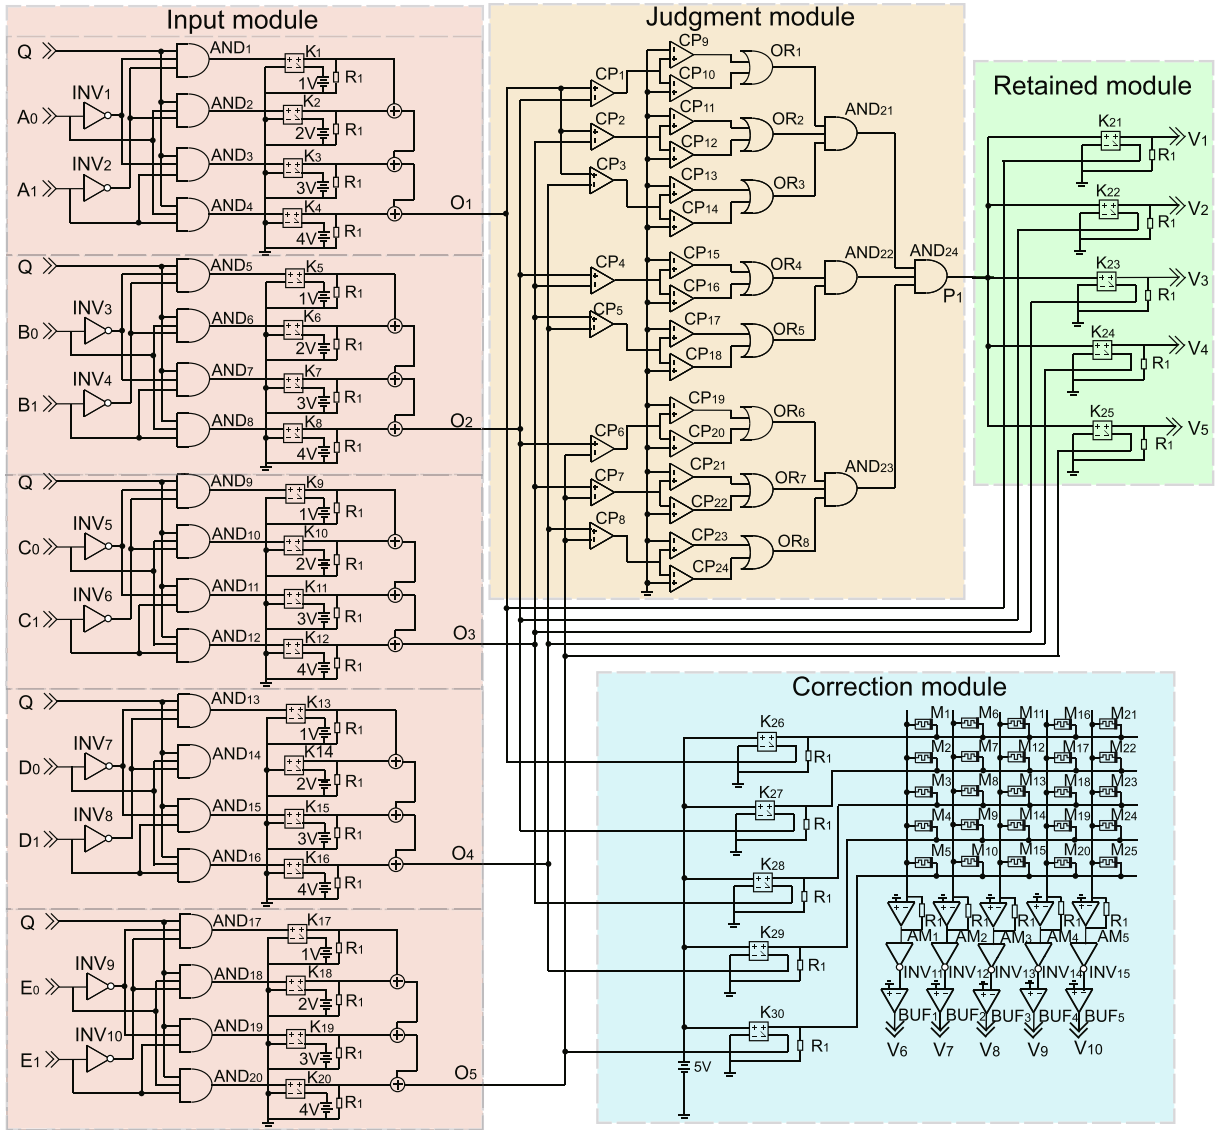 Input module
Q
A0
A1
INV1
INV2
AND1
AND2
AND3
AND4
K1
1V
R1
K2
2V
R1
K3
3V
R1
K4
4V
R1
O1
Q
B0
B1
INV3
INV4
AND5
AND6
AND7
AND8
K5
1V
R1
K6
2V
R1
K7
3V
R1
K8
4V
R1
O2
Q
C0
C1
INV5
INV6
AND9
AND10
AND11
AND12
K9
1V
R1
K10
2V
R1
K11
3V
R1
K12
4V
R1
O3
Q
D0
D1
INV7
INV8
AND13
AND14
AND15
AND16
K13
1V
R1
K14
2V
R1
K15
3V
R1
K16
4V
R1
O4
Q
E0
E1
INV9
INV10
AND17
AND18
AND19
AND20
K17
1V
R1
K18
2V
R1
K19
3V
R1
K20
4V
R1
O5
Judgment module
CP1
CP2
CP3
CP4
CP5
CP6
CP7
CP8
CP9
CP10
CP11
CP12
CP13
CP14
CP15
CP16
CP17
CP18
CP19
CP20
CP21
CP22
CP23
CP24
OR1
OR2
OR3
OR4
OR5
OR6
OR7
OR8
AND21
AND22
AND23
AND24
P1
Retained module
K21
R1
V1
K22
R1
V2
K23
R1
V3
K24
R1
V4
K25
R1
V5
Correction module
K26
R1
K27
R1
K28
R1
K29
R1
K30
R1
5V
M1 M6 M11 M16 M21
M2 M7 M12 M17 M22
M3 M8 M13 M18 M23
M4 M9 M14 M19 M24
M5 M10 M15 M20 M25
R1 R1 R1 R1 R1
AM1 AM2 AM3 AM4 AM5
INV11 INV12 INV13 INV14 INV15
BUF1 BUF2 BUF3 BUF4 BUF5
V6 V7 V8 V9 V10